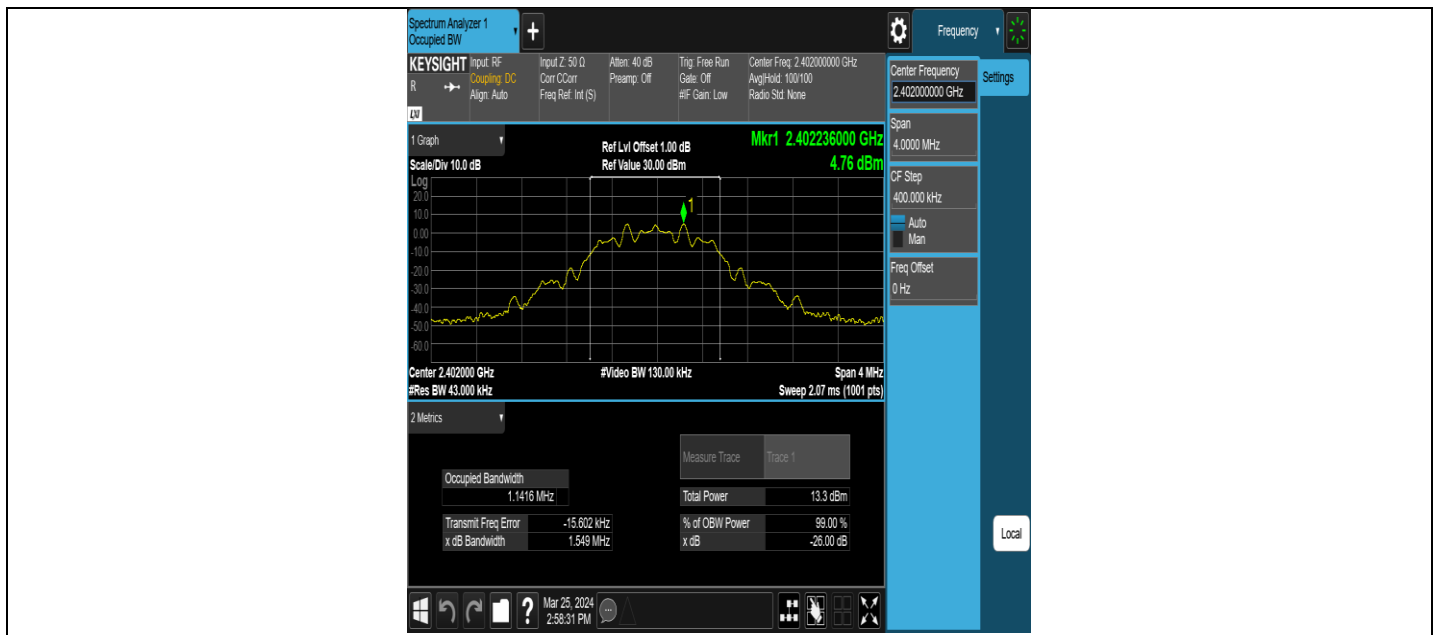 Spectrum Analyzer 1
Occupied BW
+
Frequency
KEYSIGHT
R
LXI
Input: RF
Coupling: DC
Align: Auto
Input Z: 50 Ω
Corr CCorr
Freq Ref: Int (S)
Atten: 40 dB
Preamp: Off
Trig: Free Run
Gate: Off
#IF Gain: Low
Center Freq: 2.402000000 GHz
Avg|Hold: 100/100
Radio Std: None
Center Frequency
2.402000000 GHz
Settings
Span
4.0000 MHz
CF Step
400.000 kHz
Auto
Man
Freq Offset
0 Hz
Local
1 Graph
Scale/Div 10.0 dB
Ref Lvl Offset 1.00 dB
Ref Value 30.00 dBm
Mkr1 2.402236000 GHz
4.76 dBm
Log
20.0
10.0
0.00
-10.0
-20.0
-30.0
-40.0
-50.0
-60.0
1
Center 2.402000 GHz
#Video BW 130.00 kHz
Span 4 MHz
#Res BW 43.000 kHz
Sweep 2.07 ms (1001 pts)
2 Metrics
Measure Trace Trace 1
Occupied Bandwidth
1.1416 MHz
Total Power 13.3 dBm
Transmit Freq Error -15.602 kHz
% of OBW Power 99.00 %
x dB Bandwidth 1.549 MHz
x dB -26.00 dB
?
Mar 25, 2024
2:58:31 PM